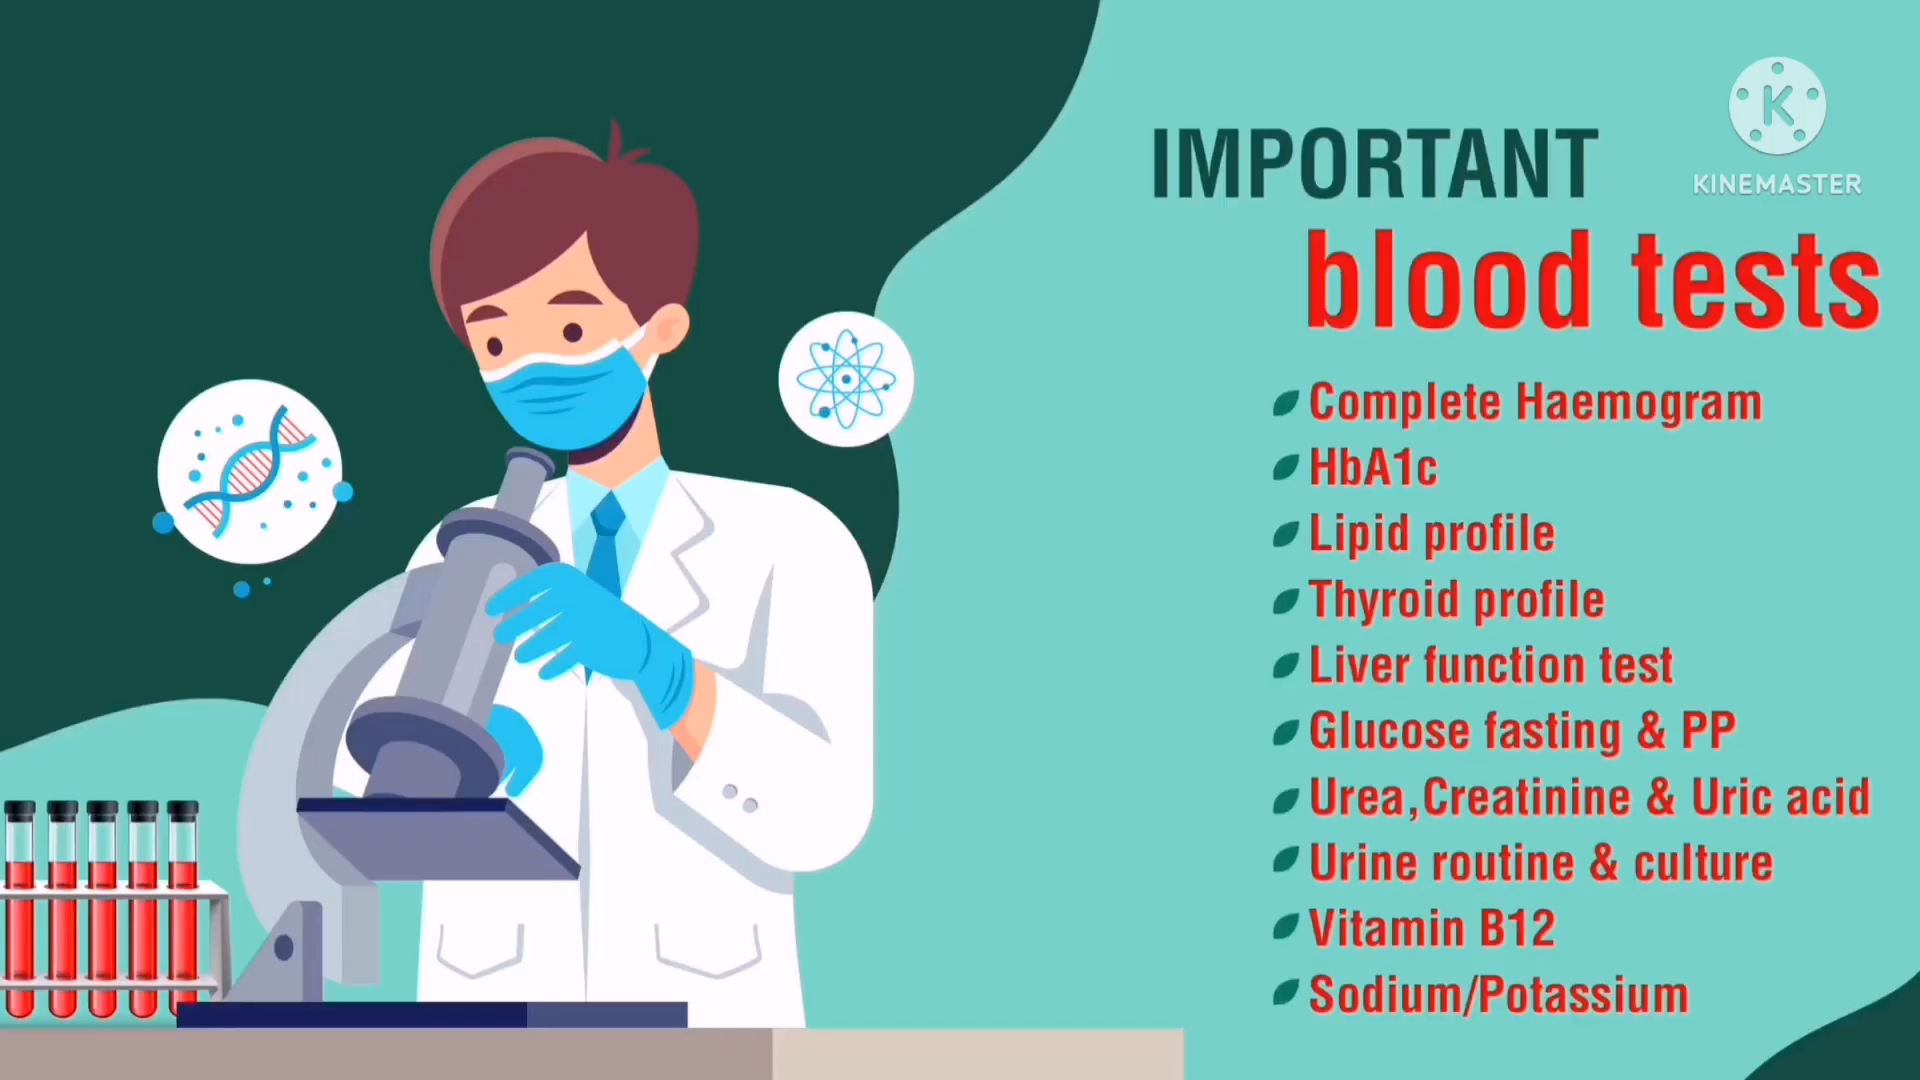 IMPORTANT
blood tests
K
KINEMASTER
Complete Haemogram
HbA1c
Lipid profile
Thyroid profile
Liver function test
Glucose fasting & PP
Urea,Creatinine & Uric acid
Urine routine & culture
Vitamin B12
Sodium/Potassium